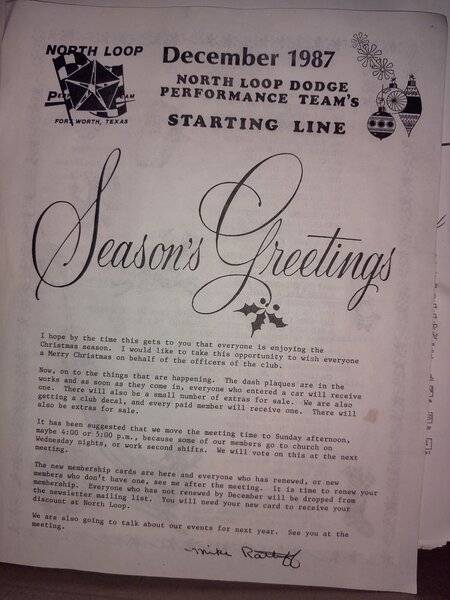 NORTH LOOP
FORT WORTH, TEXAS
December 1987
NORTH LOOP DODGE
PERFORMANCE TEAM'S
STARTING LINE
Season's Greetings
I hope by the time this gets to you that everyone is enjoying the
Christmas season. I would like to take this opportunity to wish everyone
a Merry Christmas on behalf of the officers of the club.
Now, on to the things that are happening. The dash plaques are in the
works and as soon as they come in, everyone who entered a car will receive
one. There will also be a small number of extras for sale. We are also
getting a club decal, and every paid member will receive one. There will
also be extras for sale.
It has been suggested that we move the meeting time to Sunday afternoon,
maybe 4:00 or 5:00 p.m., because some of our members go to church on
Wednesday nights, or work second shifts. We will vote on this at the next
meeting.
The new membership cards are here and everyone who has renewed, or new
members who don't have one, see me after the meeting. It is time to renew your
membership. Everyone who has not renewed by December will be dropped from
the newsletter mailing list. You will need your new card to receive your
discount at North Loop.
We are also going to talk about our events for next year. See you at the
meeting.
Mike Ratliff